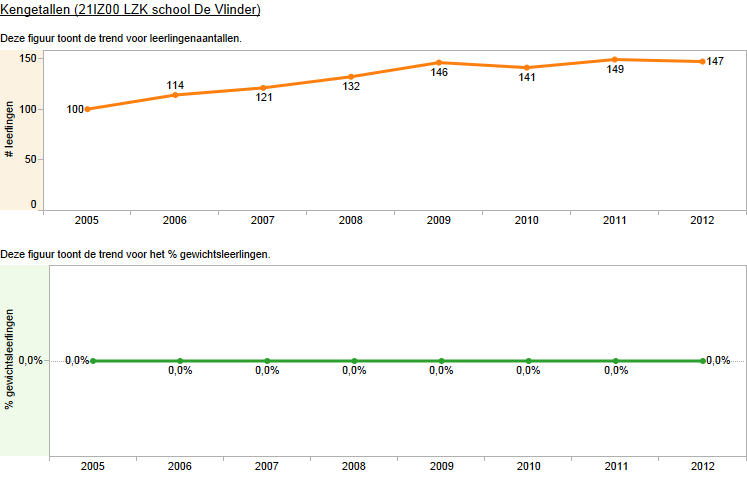 Kengetallen (21IZ00 LZK school De Vlinder)
Deze figuur toont de trend voor leerlingenaantallen.
# leerlingen
150
100
50
0
100
114
121
132
146
141
149
147
2005 2006 2007 2008 2009 2010 2011 2012
Deze figuur toont de trend voor het % gewichtsleerlingen.
% gewichtsleerlingen
0,0%
0,0% 0,0% 0,0% 0,0% 0,0% 0,0% 0,0% 0,0%
2005 2006 2007 2008 2009 2010 2011 2012